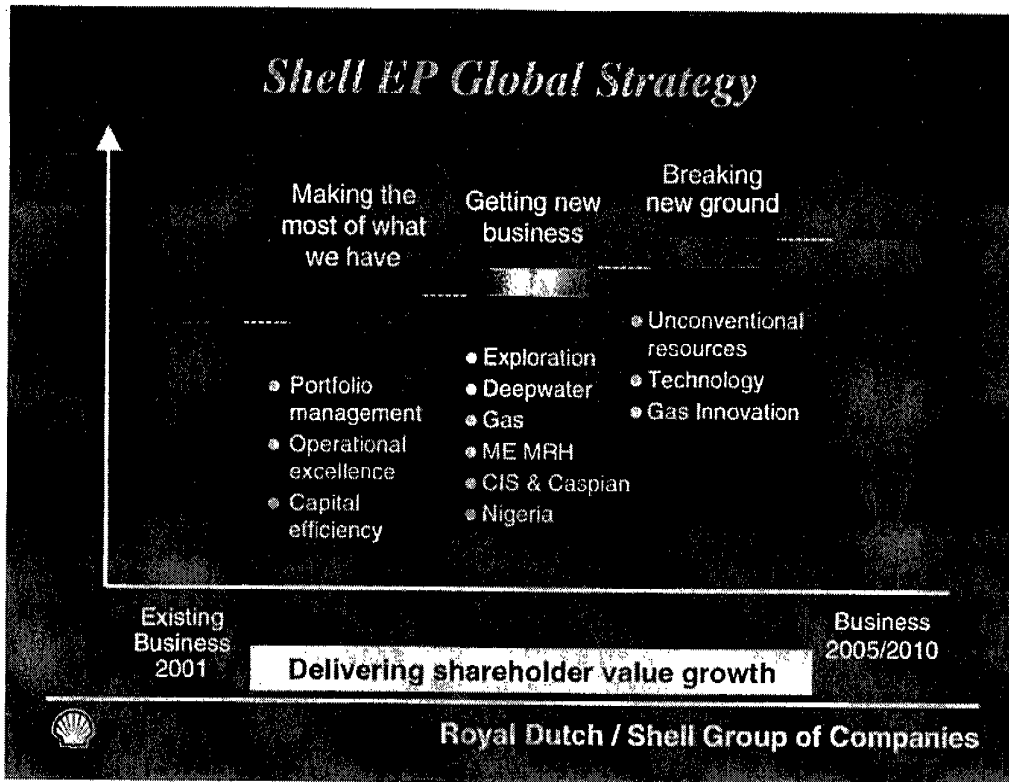 Shell EP Global Strategy
Making the
most of what
we have
Getting new
business
Breaking
new ground
• Portfolio
management
• Operational
excellence
• Capital
efficiency
• Exploration
• Deepwater
• Gas
• ME MRH
• CIS & Caspian
• Nigeria
• Unconventional
resources
• Technology
• Gas Innovation
Existing
Business
2001
Business
2005/2010
Delivering shareholder value growth
Royal Dutch / Shell Group of Companies